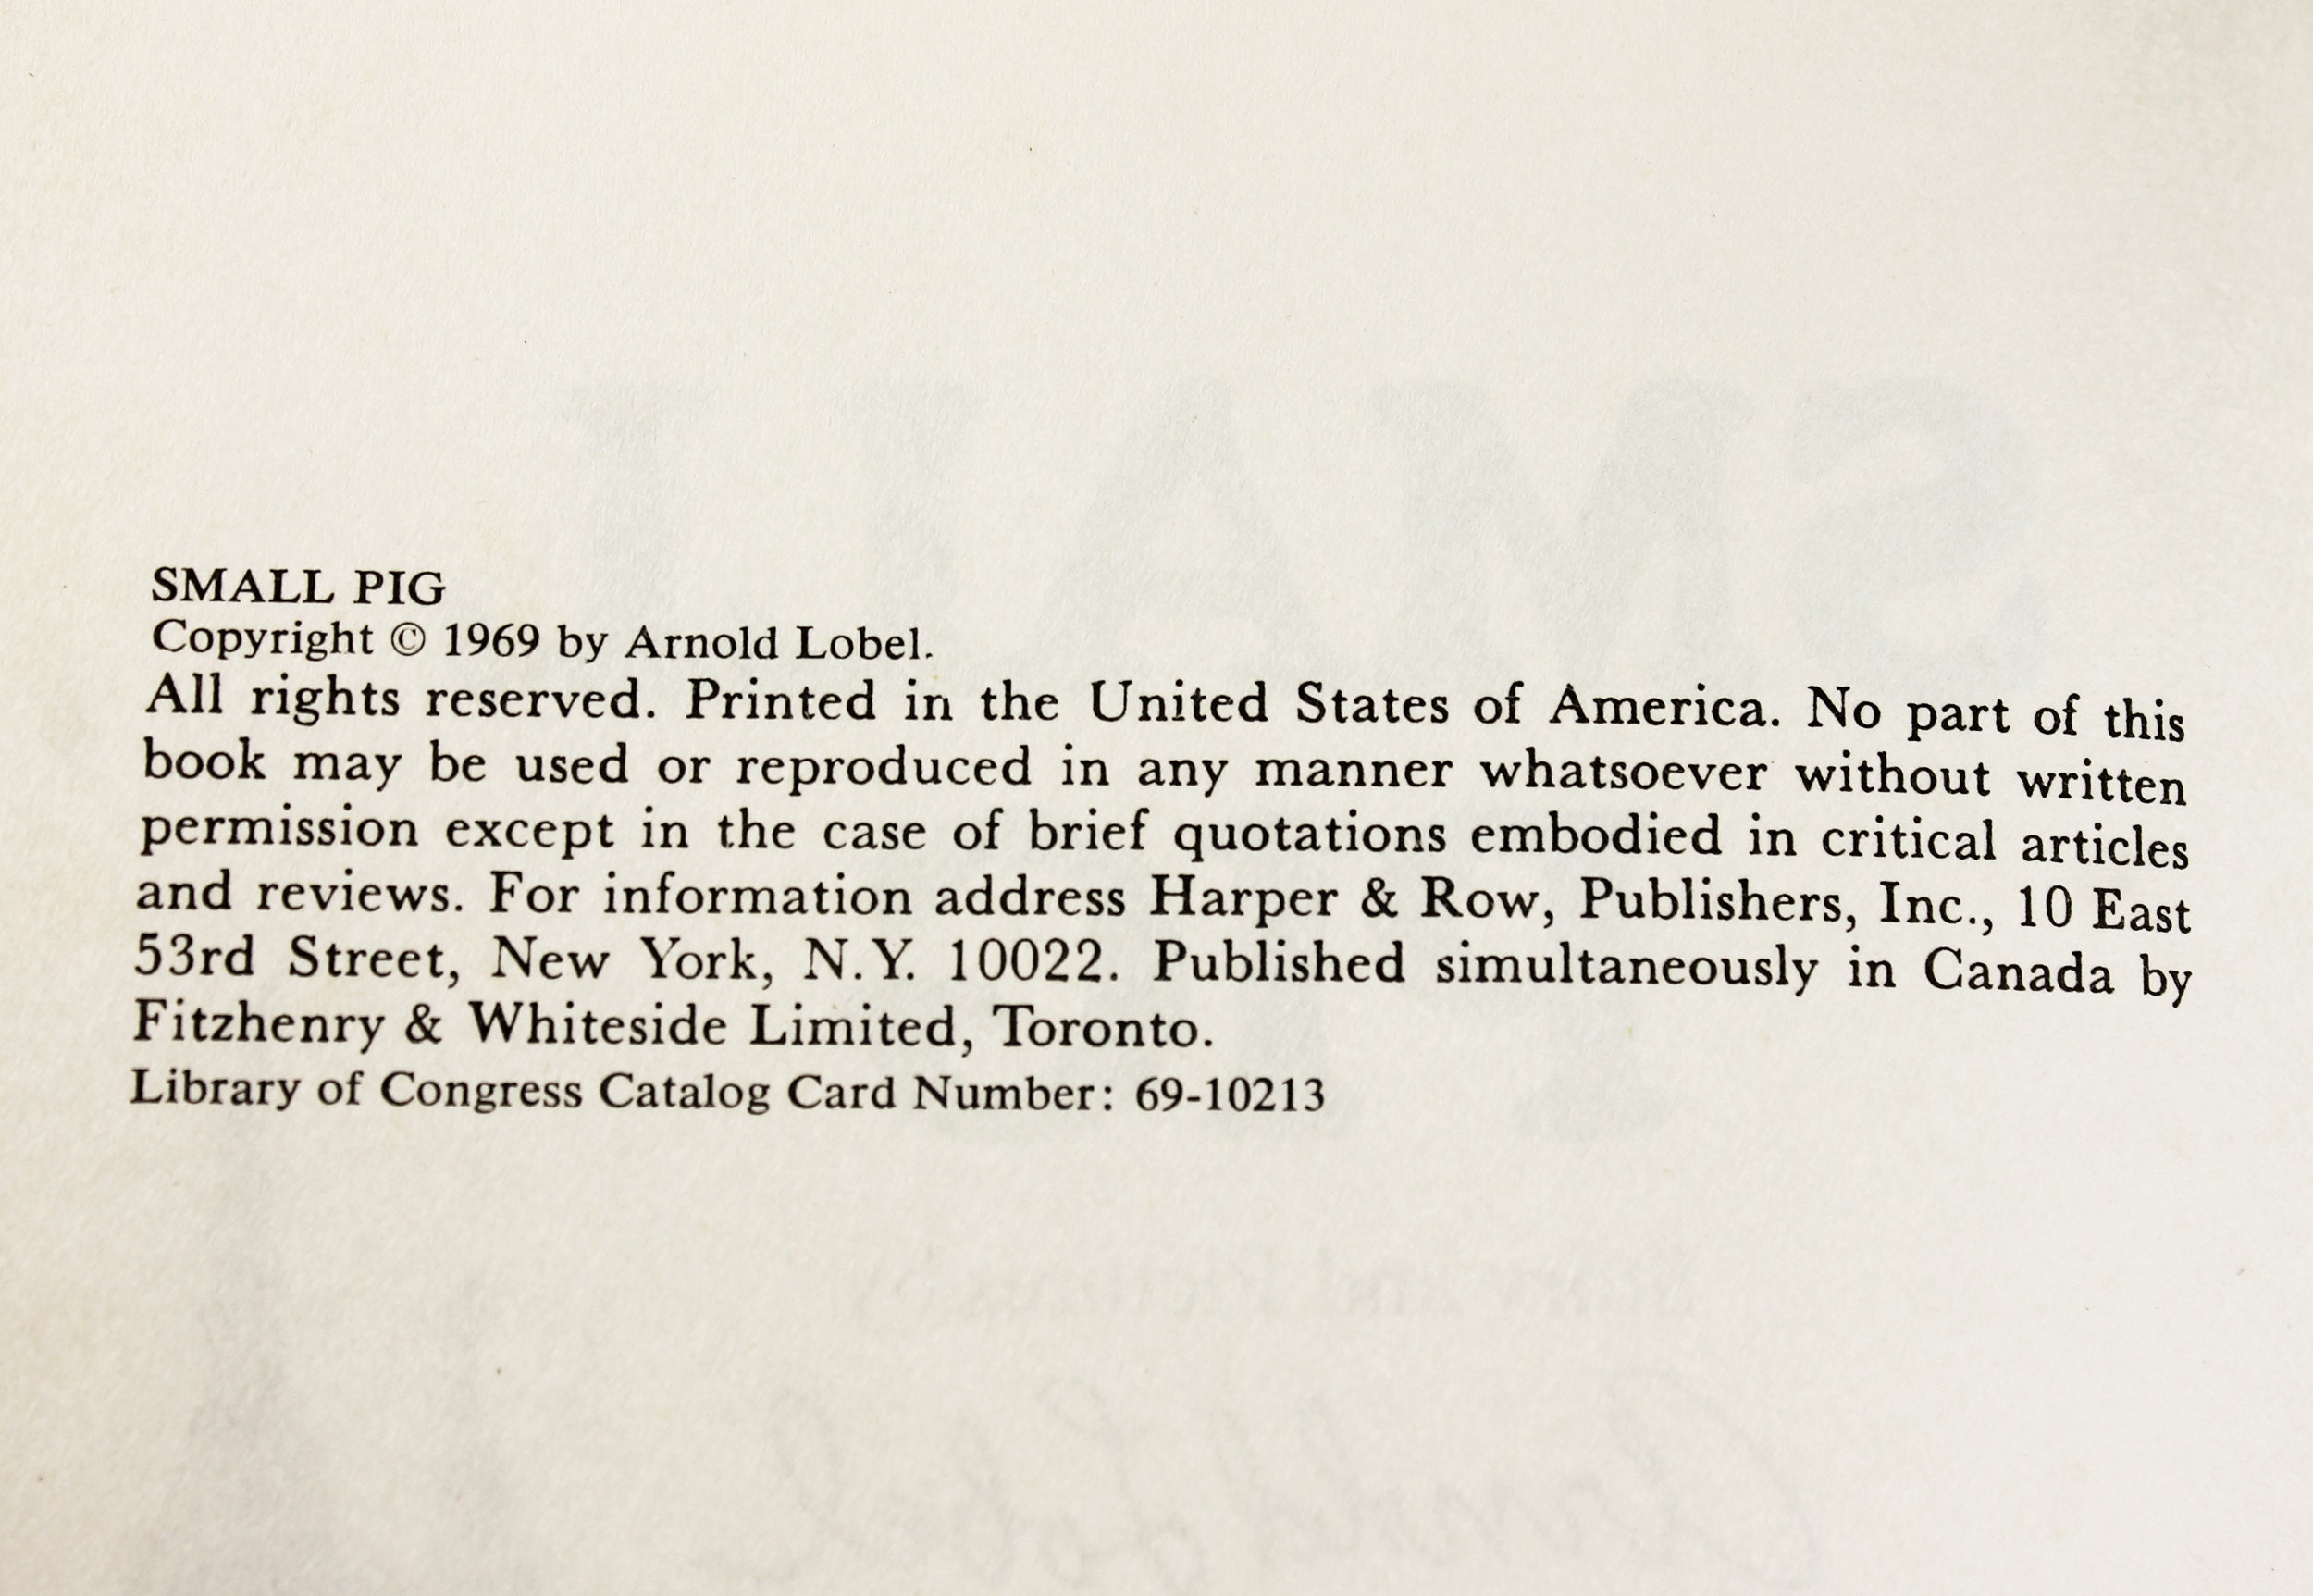 SMALL PIG
Copyright © 1969 by Arnold Lobel.
All rights reserved. Printed in the United States of America. No part of this
book may be used or reproduced in any manner whatsoever without written
permission except in the case of brief quotations embodied in critical articles
and reviews. For information address Harper & Row, Publishers, Inc., 10 East
53rd Street, New York, N.Y. 10022. Published simultaneously in Canada by
Fitzhenry & Whiteside Limited, Toronto.
Library of Congress Catalog Card Number: 69-10213